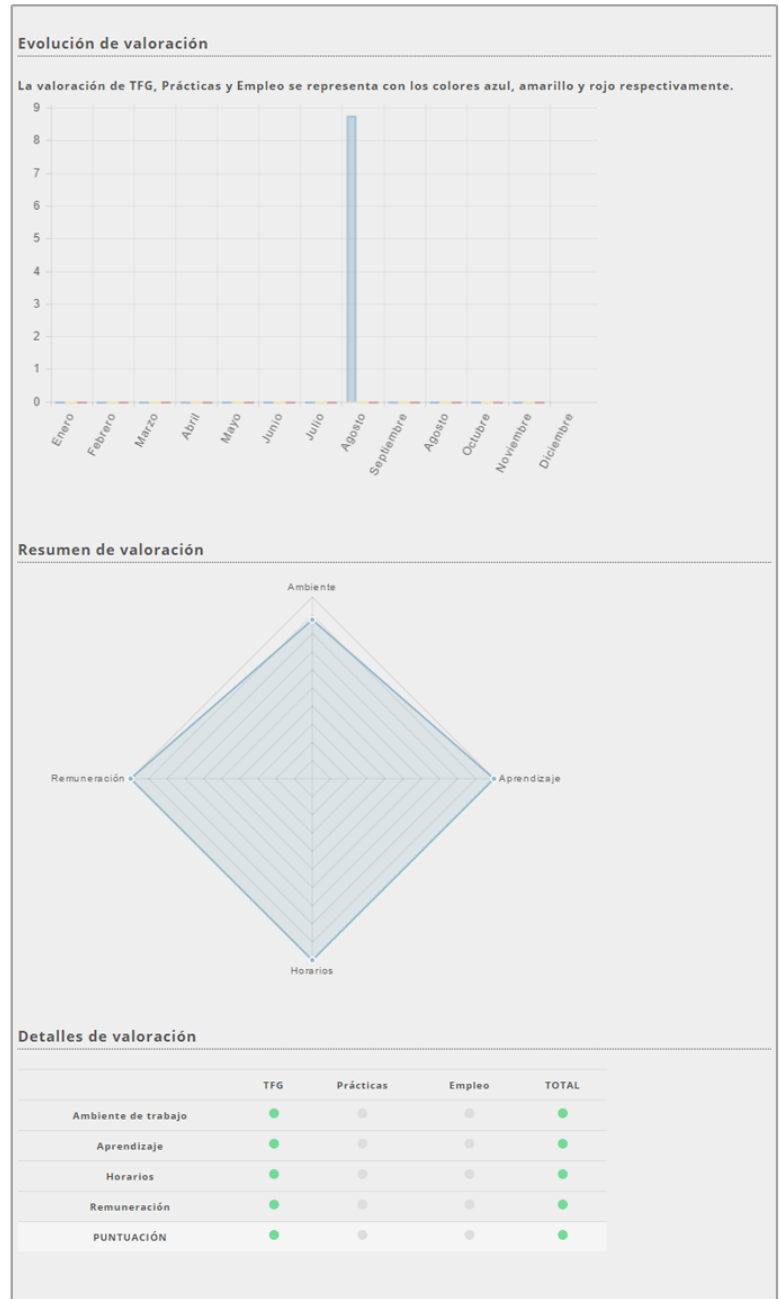 Evolución de valoración
La valoración de TFG, Prácticas y Empleo se representa con los colores azul, amarillo y rojo respectivamente.
9
8
7
6
5
4
3
2
1
0
Enero
Febrero
Marzo
Abril
Mayo
Junio
Julio
Agosto
Septiembre
Agosto
Octubre
Noviembre
Diciembre
Resumen de valoración
Ambiente
Remuneración
Aprendizaje
Horarios
Detalles de valoración
TFG Prácticas Empleo TOTAL
Ambiente de trabajo
Aprendizaje
Horarios
Remuneración
PUNTUACIÓN